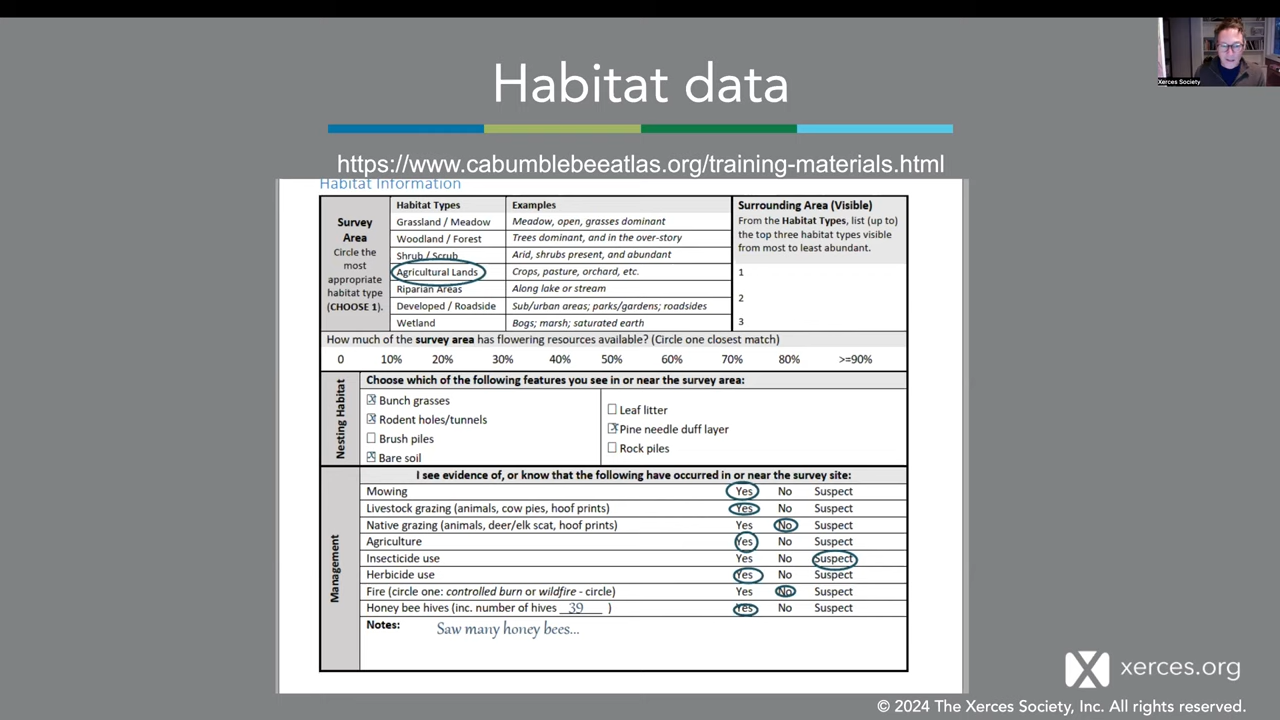 Habitat data
Xerces Society
https://www.cabumblebeeatlas.org/training-materials.html
Habitat Information
Survey Area
Circle the most appropriate habitat type (CHOOSE 1).
Habitat Types Examples
Grassland / Meadow Meadow, open, grasses dominant
Woodland / Forest Trees dominant, and in the over-story
Shrub / Scrub Arid, shrubs present, and abundant
Agricultural Lands Crops, pasture, orchard, etc.
Riparian Areas Along lake or stream
Developed / Roadside Sub/urban areas; parks/gardens; roadsides
Wetland Bogs; marsh; saturated earth
Surrounding Area (Visible)
From the Habitat Types, list (up to)
the top three habitat types visible
from most to least abundant.
1
2
3
How much of the survey area has flowering resources available? (Circle one closest match)
0 10% 20% 30% 40% 50% 60% 70% 80% >=90%
Nesting Habitat
Choose which of the following features you see in or near the survey area:
Bunch grasses
Rodent holes/tunnels
Brush piles
Bare soil
Leaf litter
Pine needle duff layer
Rock piles
Management
I see evidence of, or know that the following have occurred in or near the survey site:
Mowing Yes No Suspect
Livestock grazing (animals, cow pies, hoof prints) Yes No Suspect
Native grazing (animals, deer/elk scat, hoof prints) Yes No Suspect
Agriculture Yes No Suspect
Insecticide use Yes No Suspect
Herbicide use Yes No Suspect
Fire (circle one: controlled burn or wildfire - circle) Yes No Suspect
Honey bee hives (inc. number of hives 39 ) Yes No Suspect
Notes: Saw many honey bees...
xerces.org
© 2024 The Xerces Society, Inc. All rights reserved.